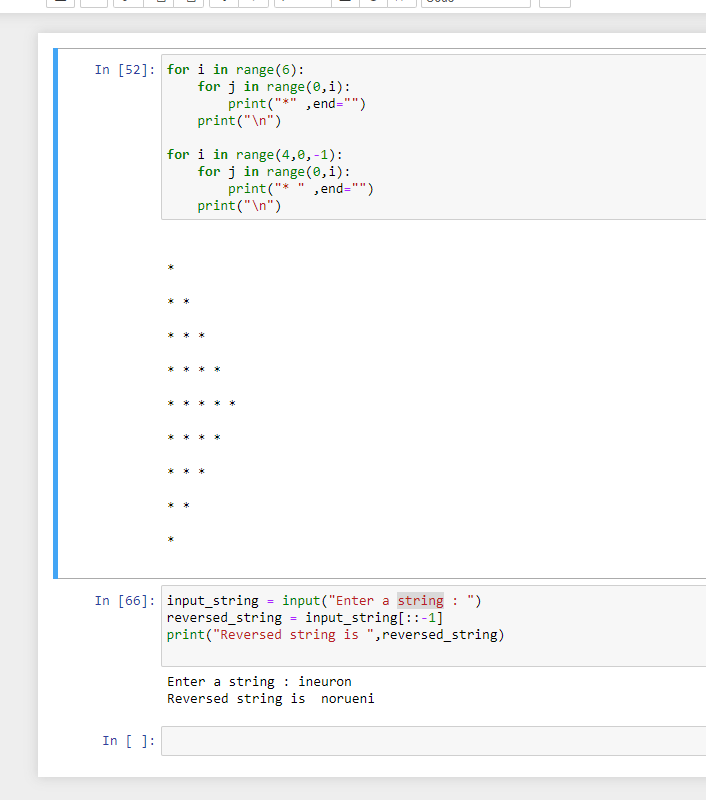 In [52]: for i in range(6):
    for j in range(0,i):
        print("*" ,end="")
    print("\n")

for i in range(4,0,-1):
    for j in range(0,i):
        print("* " ,end="")
    print("\n")
*
* *
* * *
* * * *
* * * * *
* * * *
* * *
* *
*
In [66]: input_string = input("Enter a string : ")
reversed_string = input_string[::-1]
print("Reversed string is ",reversed_string)
Enter a string : ineuron
Reversed string is  norueni
In [ ]: